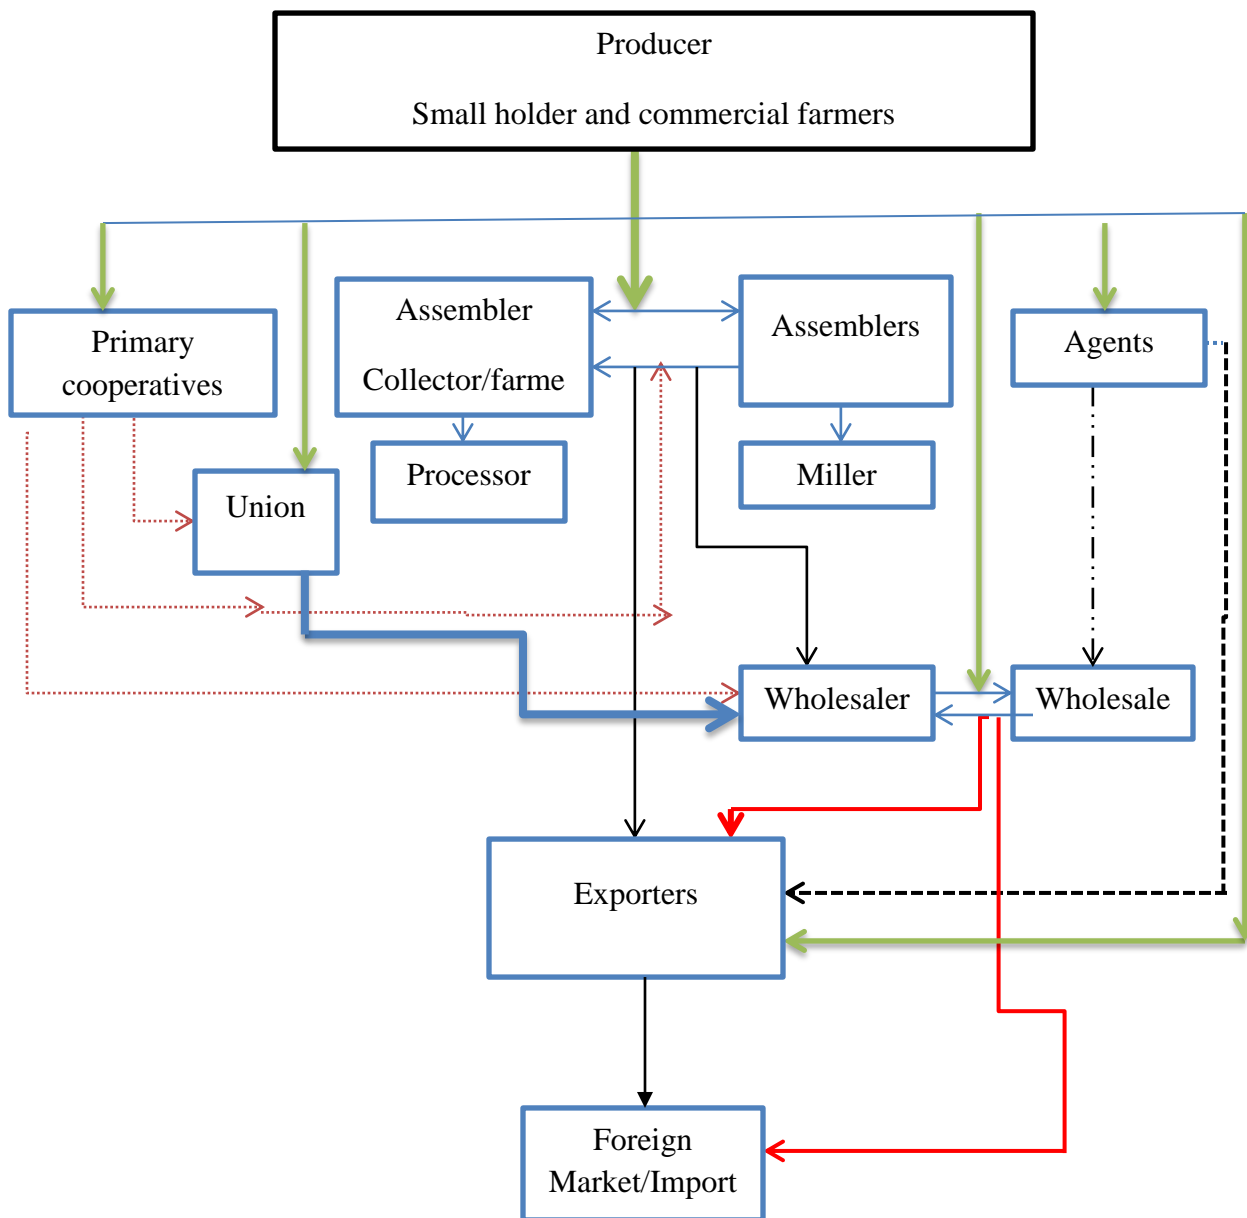 Producer
Small holder and commercial farmers
Assembler
Collector/farme
Assemblers
Agents
Primary
cooperatives
Processor
Miller
Union
Wholesaler
Wholesale
Exporters
Foreign
Market/Import